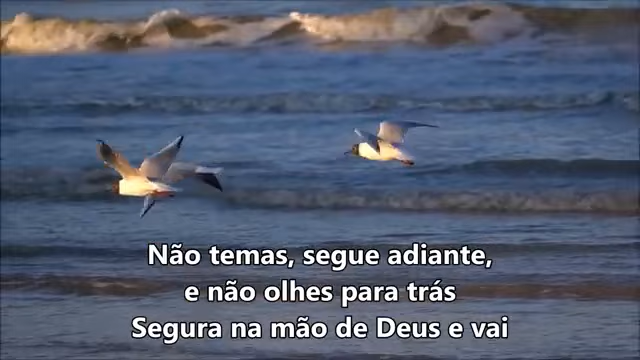 Não temas, segue adiante,
e não olhes para trás
Segura na mão de Deus e vai